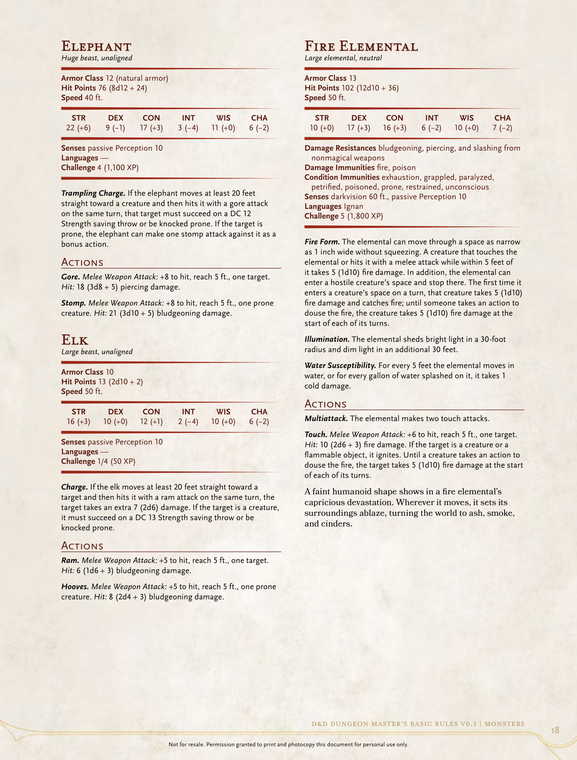 Elephant
Huge beast, unaligned
Armor Class 12 (natural armor)
Hit Points 76 (8d12 + 24)
Speed 40 ft.
STR DEX CON INT WIS CHA
22 (+6) 9 (−1) 17 (+3) 3 (−4) 11 (+0) 6 (−2)
Senses passive Perception 10
Languages —
Challenge 4 (1,100 XP)
Trampling Charge. If the elephant moves at least 20 feet
straight toward a creature and then hits it with a gore attack
on the same turn, that target must succeed on a DC 12
Strength saving throw or be knocked prone. If the target is
prone, the elephant can make one stomp attack against it as a
bonus action.
Actions
Gore. Melee Weapon Attack: +8 to hit, reach 5 ft., one target.
Hit: 18 (3d8 + 5) piercing damage.
Stomp. Melee Weapon Attack: +8 to hit, reach 5 ft., one prone
creature. Hit: 21 (3d10 + 5) bludgeoning damage.
Elk
Large beast, unaligned
Armor Class 10
Hit Points 13 (2d10 + 2)
Speed 50 ft.
STR DEX CON INT WIS CHA
16 (+3) 10 (+0) 12 (+1) 2 (−4) 10 (+0) 6 (−2)
Senses passive Perception 10
Languages —
Challenge 1/4 (50 XP)
Charge. If the elk moves at least 20 feet straight toward a
target and then hits it with a ram attack on the same turn, the
target takes an extra 7 (2d6) damage. If the target is a creature,
it must succeed on a DC 13 Strength saving throw or be
knocked prone.
Actions
Ram. Melee Weapon Attack: +5 to hit, reach 5 ft., one target.
Hit: 6 (1d6 + 3) bludgeoning damage.
Hooves. Melee Weapon Attack: +5 to hit, reach 5 ft., one prone
creature. Hit: 8 (2d4 + 3) bludgeoning damage.
Fire Elemental
Large elemental, neutral
Armor Class 13
Hit Points 102 (12d10 + 36)
Speed 50 ft.
STR DEX CON INT WIS CHA
10 (+0) 17 (+3) 16 (+3) 6 (−2) 10 (+0) 7 (−2)
Damage Resistances bludgeoning, piercing, and slashing from
nonmagical weapons
Damage Immunities fire, poison
Condition Immunities exhaustion, grappled, paralyzed,
petrified, poisoned, prone, restrained, unconscious
Senses darkvision 60 ft., passive Perception 10
Languages Ignan
Challenge 5 (1,800 XP)
Fire Form. The elemental can move through a space as narrow
as 1 inch wide without squeezing. A creature that touches the
elemental or hits it with a melee attack while within 5 feet of
it takes 5 (1d10) fire damage. In addition, the elemental can
enter a hostile creature's space and stop there. The first time it
enters a creature's space on a turn, that creature takes 5 (1d10)
fire damage and catches fire; until someone takes an action to
douse the fire, the creature takes 5 (1d10) fire damage at the
start of each of its turns.
Illumination. The elemental sheds bright light in a 30-foot
radius and dim light in an additional 30 feet.
Water Susceptibility. For every 5 feet the elemental moves in
water, or for every gallon of water splashed on it, it takes 1
cold damage.
Actions
Multiattack. The elemental makes two touch attacks.
Touch. Melee Weapon Attack: +6 to hit, reach 5 ft., one target.
Hit: 10 (2d6 + 3) fire damage. If the target is a creature or a
flammable object, it ignites. Until a creature takes an action to
douse the fire, the target takes 5 (1d10) fire damage at the start
of each of its turns.
A faint humanoid shape shows in a fire elemental's
capricious devastation. Wherever it moves, it sets its
surroundings ablaze, turning the world to ash, smoke,
and cinders.
D&D Dungeon Master's Basic Rules v0.3 | Monsters
18
Not for resale. Permission granted to print and photocopy this document for personal use only.